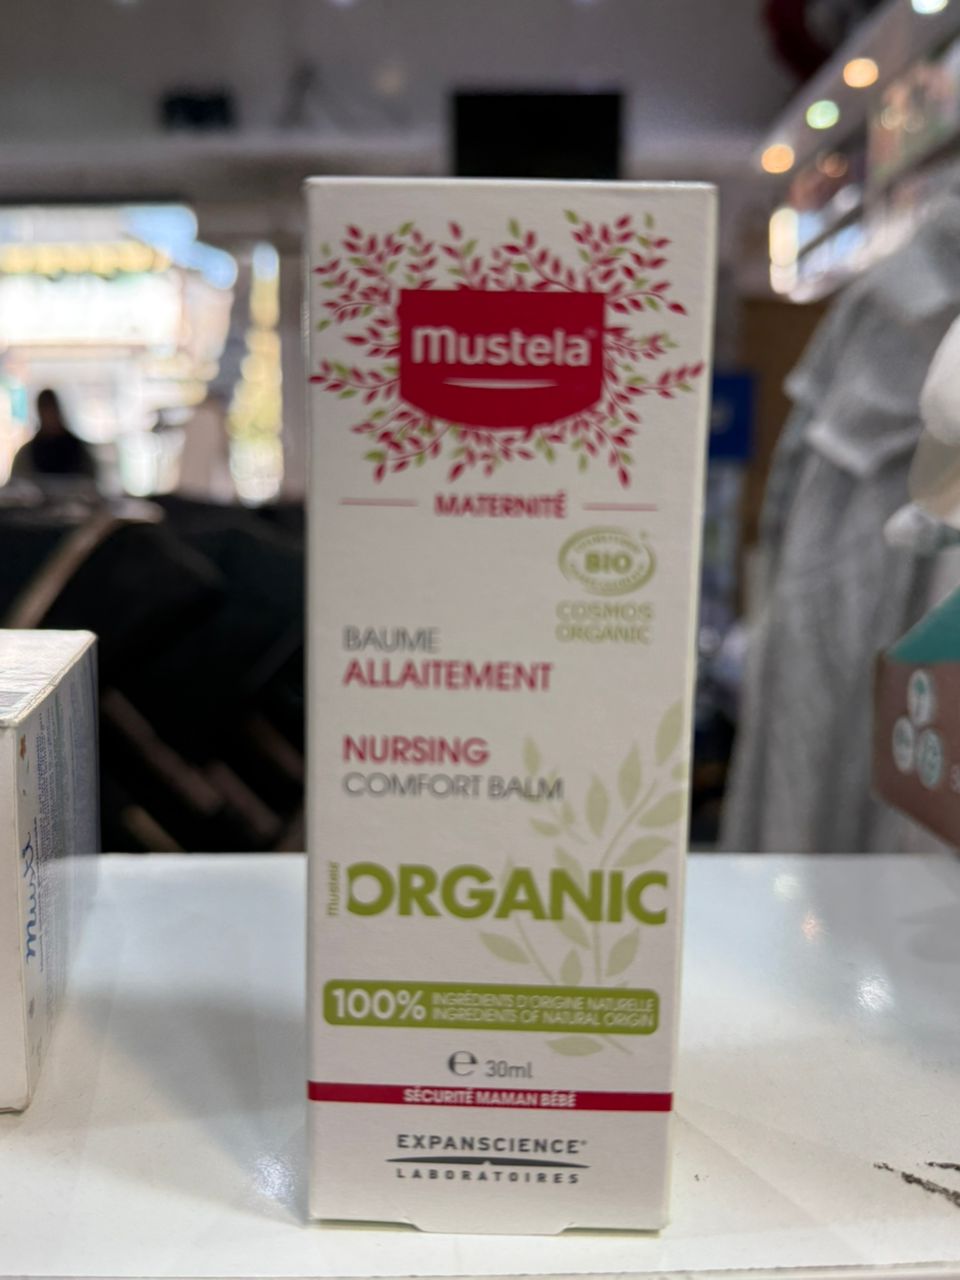 mustela
MATERNITÉ
BIO
COSMOS
ORGANIC
BAUME
ALLAITEMENT
NURSING
COMFORT BALM
mustela
ORGANIC
100% INGRÉDIENTS D'ORIGINE NATURELLE
INGREDIENTS OF NATURAL ORIGIN
℮ 30ml
SÉCURITÉ MAMAN BÉBÉ
EXPANSCIENCE®
LABORATOIRES